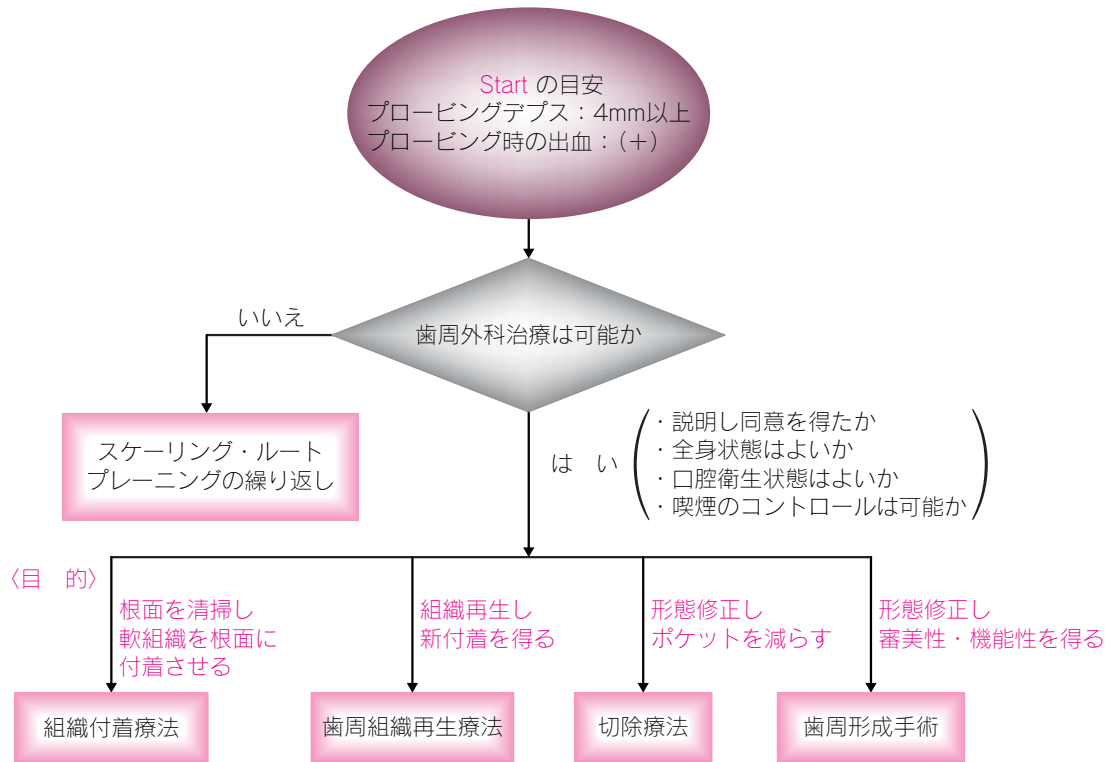 Start の目安
プロービングデプス：4mm以上
プロービング時の出血：(＋)
歯周外科治療は可能か
いいえ
スケーリング・ルート
プレーニングの繰り返し
は　い
・説明し同意を得たか
・全身状態はよいか
・口腔衛生状態はよいか
・喫煙のコントロールは可能か
〈目　的〉
根面を清掃し
軟組織を根面に
付着させる
組織再生し
新付着を得る
形態修正し
ポケットを減らす
形態修正し
審美性・機能性を得る
組織付着療法
歯周組織再生療法
切除療法
歯周形成手術